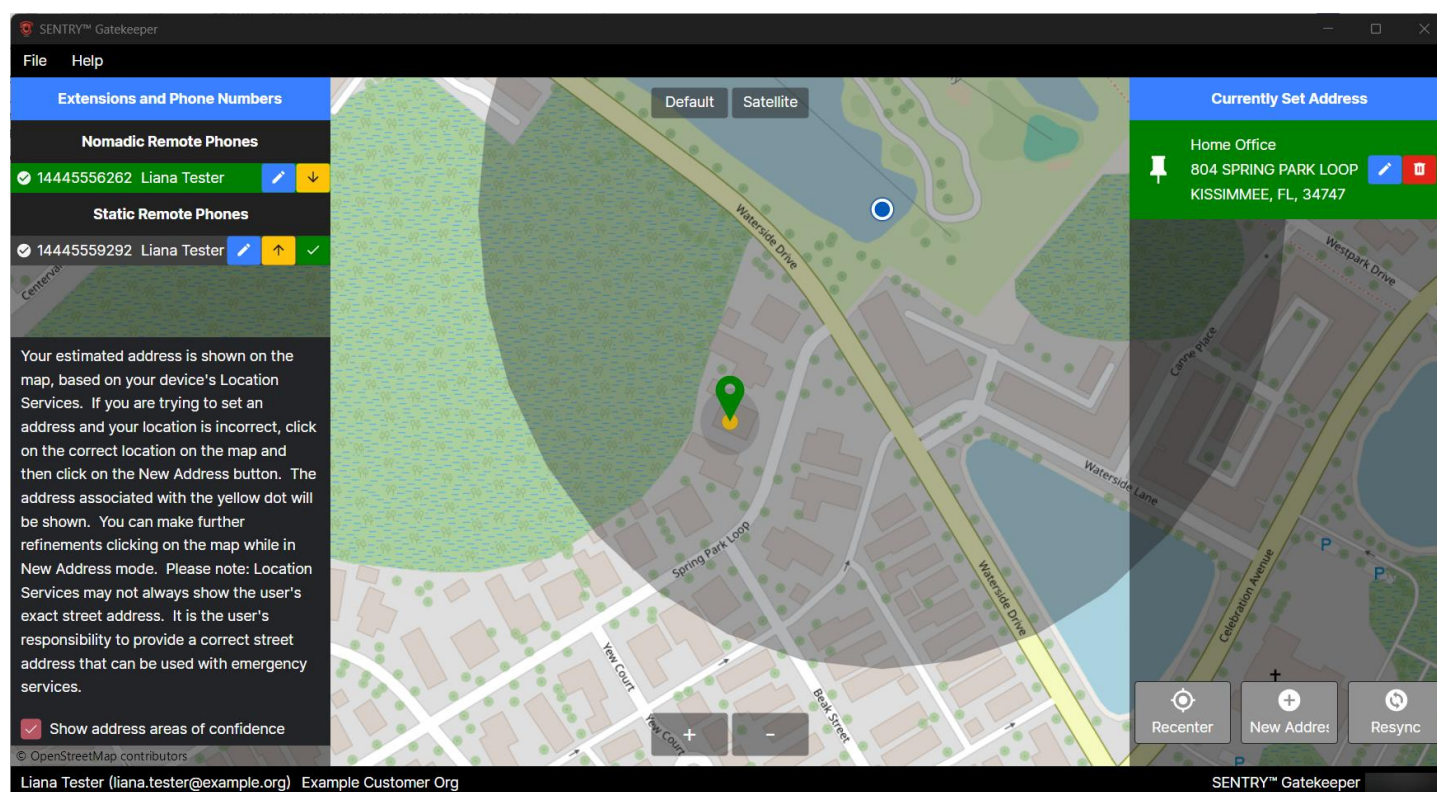 SENTRY™ Gatekeeper
File Help
Extensions and Phone Numbers
Nomadic Remote Phones
14445556262 Liana Tester
Static Remote Phones
14445559292 Liana Tester
Your estimated address is shown on the
map, based on your device's Location
Services. If you are trying to set an
address and your location is incorrect, click
on the correct location on the map and
then click on the New Address button. The
address associated with the yellow dot will
be shown. You can make further
refinements clicking on the map while in
New Address mode. Please note: Location
Services may not always show the user's
exact street address. It is the user's
responsibility to provide a correct street
address that can be used with emergency
services.
Show address areas of confidence
© OpenStreetMap contributors
Default Satellite
Waterside Drive
Spring Park Loop
Waterside Drive
Waterside Lane
Yew Court
Yew Court
Beak Street
+ -
Currently Set Address
Home Office
804 SPRING PARK LOOP
KISSIMMEE, FL, 34747
Westpark Drive
Canne Place
Celebration Avenue
P
P
P
Recenter New Addres Resync
Liana Tester (liana.tester@example.org) Example Customer Org
SENTRY™ Gatekeeper